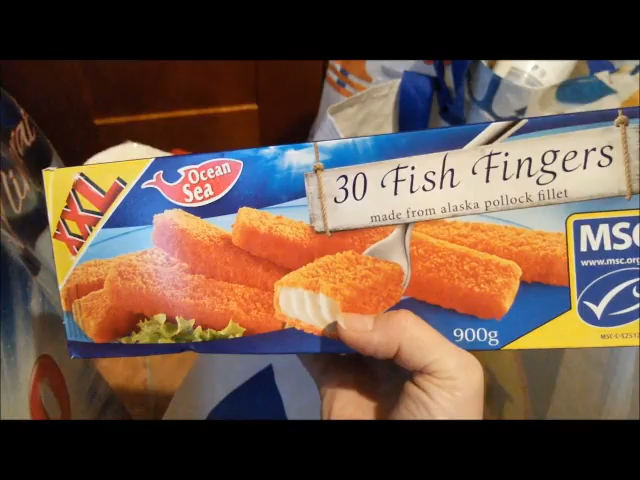 XXL
Ocean
Sea
30 Fish Fingers
made from alaska pollock fillet
900g
MSC
www.msc.org